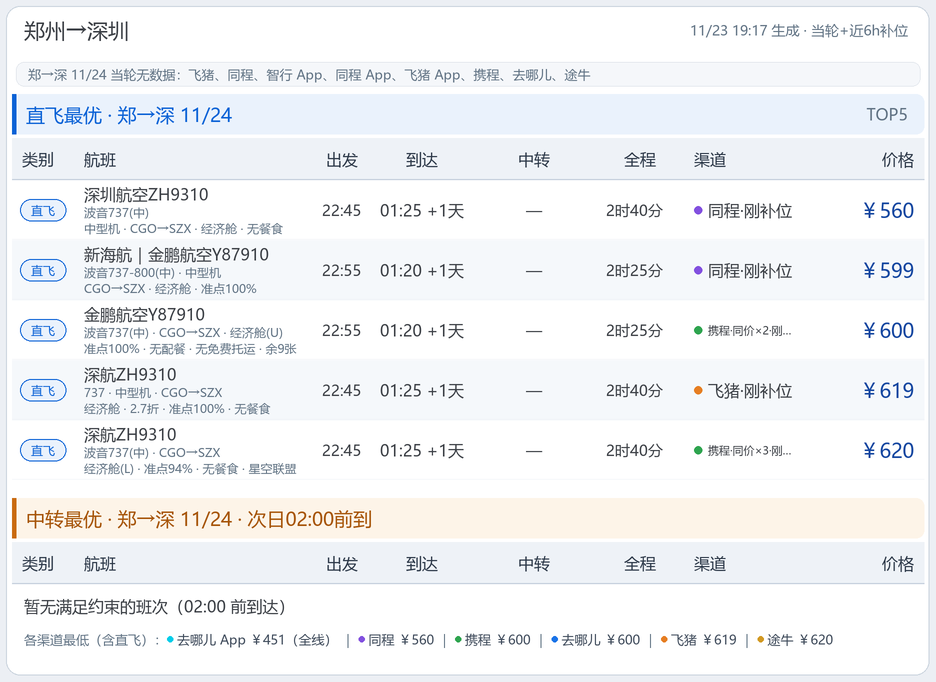 郑州→深圳
11/23 19:17 生成 · 当轮+近6h补位
郑→深 11/24 当轮无数据：飞猪、同程、智行 App、同程 App、飞猪 App、携程、去哪儿、途牛
直飞最优 · 郑→深 11/24 TOP5
类别 航班 出发 到达 中转 全程 渠道 价格
深圳航空ZH9310
直飞 波音737(中) 22:45 01:25 +1天 — 2时40分 同程·刚补位 ¥560
中型机 · CGO→SZX · 经济舱 · 无餐食
新海航｜金鹏航空Y87910
直飞 波音737-800(中) · 中型机 22:55 01:20 +1天 — 2时25分 同程·刚补位 ¥599
CGO→SZX · 经济舱 · 准点100%
金鹏航空Y87910
直飞 波音737(中) · CGO→SZX · 经济舱(U) 22:55 01:20 +1天 — 2时25分 携程·同价×2·刚... ¥600
准点100% · 无配餐 · 无免费托运 · 余9张
深航ZH9310
直飞 737 · 中型机 · CGO→SZX 22:45 01:25 +1天 — 2时40分 飞猪·刚补位 ¥619
经济舱 · 2.7折 · 准点100% · 无餐食
深航ZH9310
直飞 波音737(中) · CGO→SZX 22:45 01:25 +1天 — 2时40分 携程·同价×3·刚... ¥620
经济舱(L) · 准点94% · 无餐食 · 星空联盟
中转最优 · 郑→深 11/24 · 次日02:00前到
类别 航班 出发 到达 中转 全程 渠道 价格
暂无满足约束的班次（02:00 前到达）
各渠道最低（含直飞）: 去哪儿 App ¥451（全线） | 同程 ¥560 | 携程 ¥600 | 去哪儿 ¥600 | 飞猪 ¥619 | 途牛 ¥620